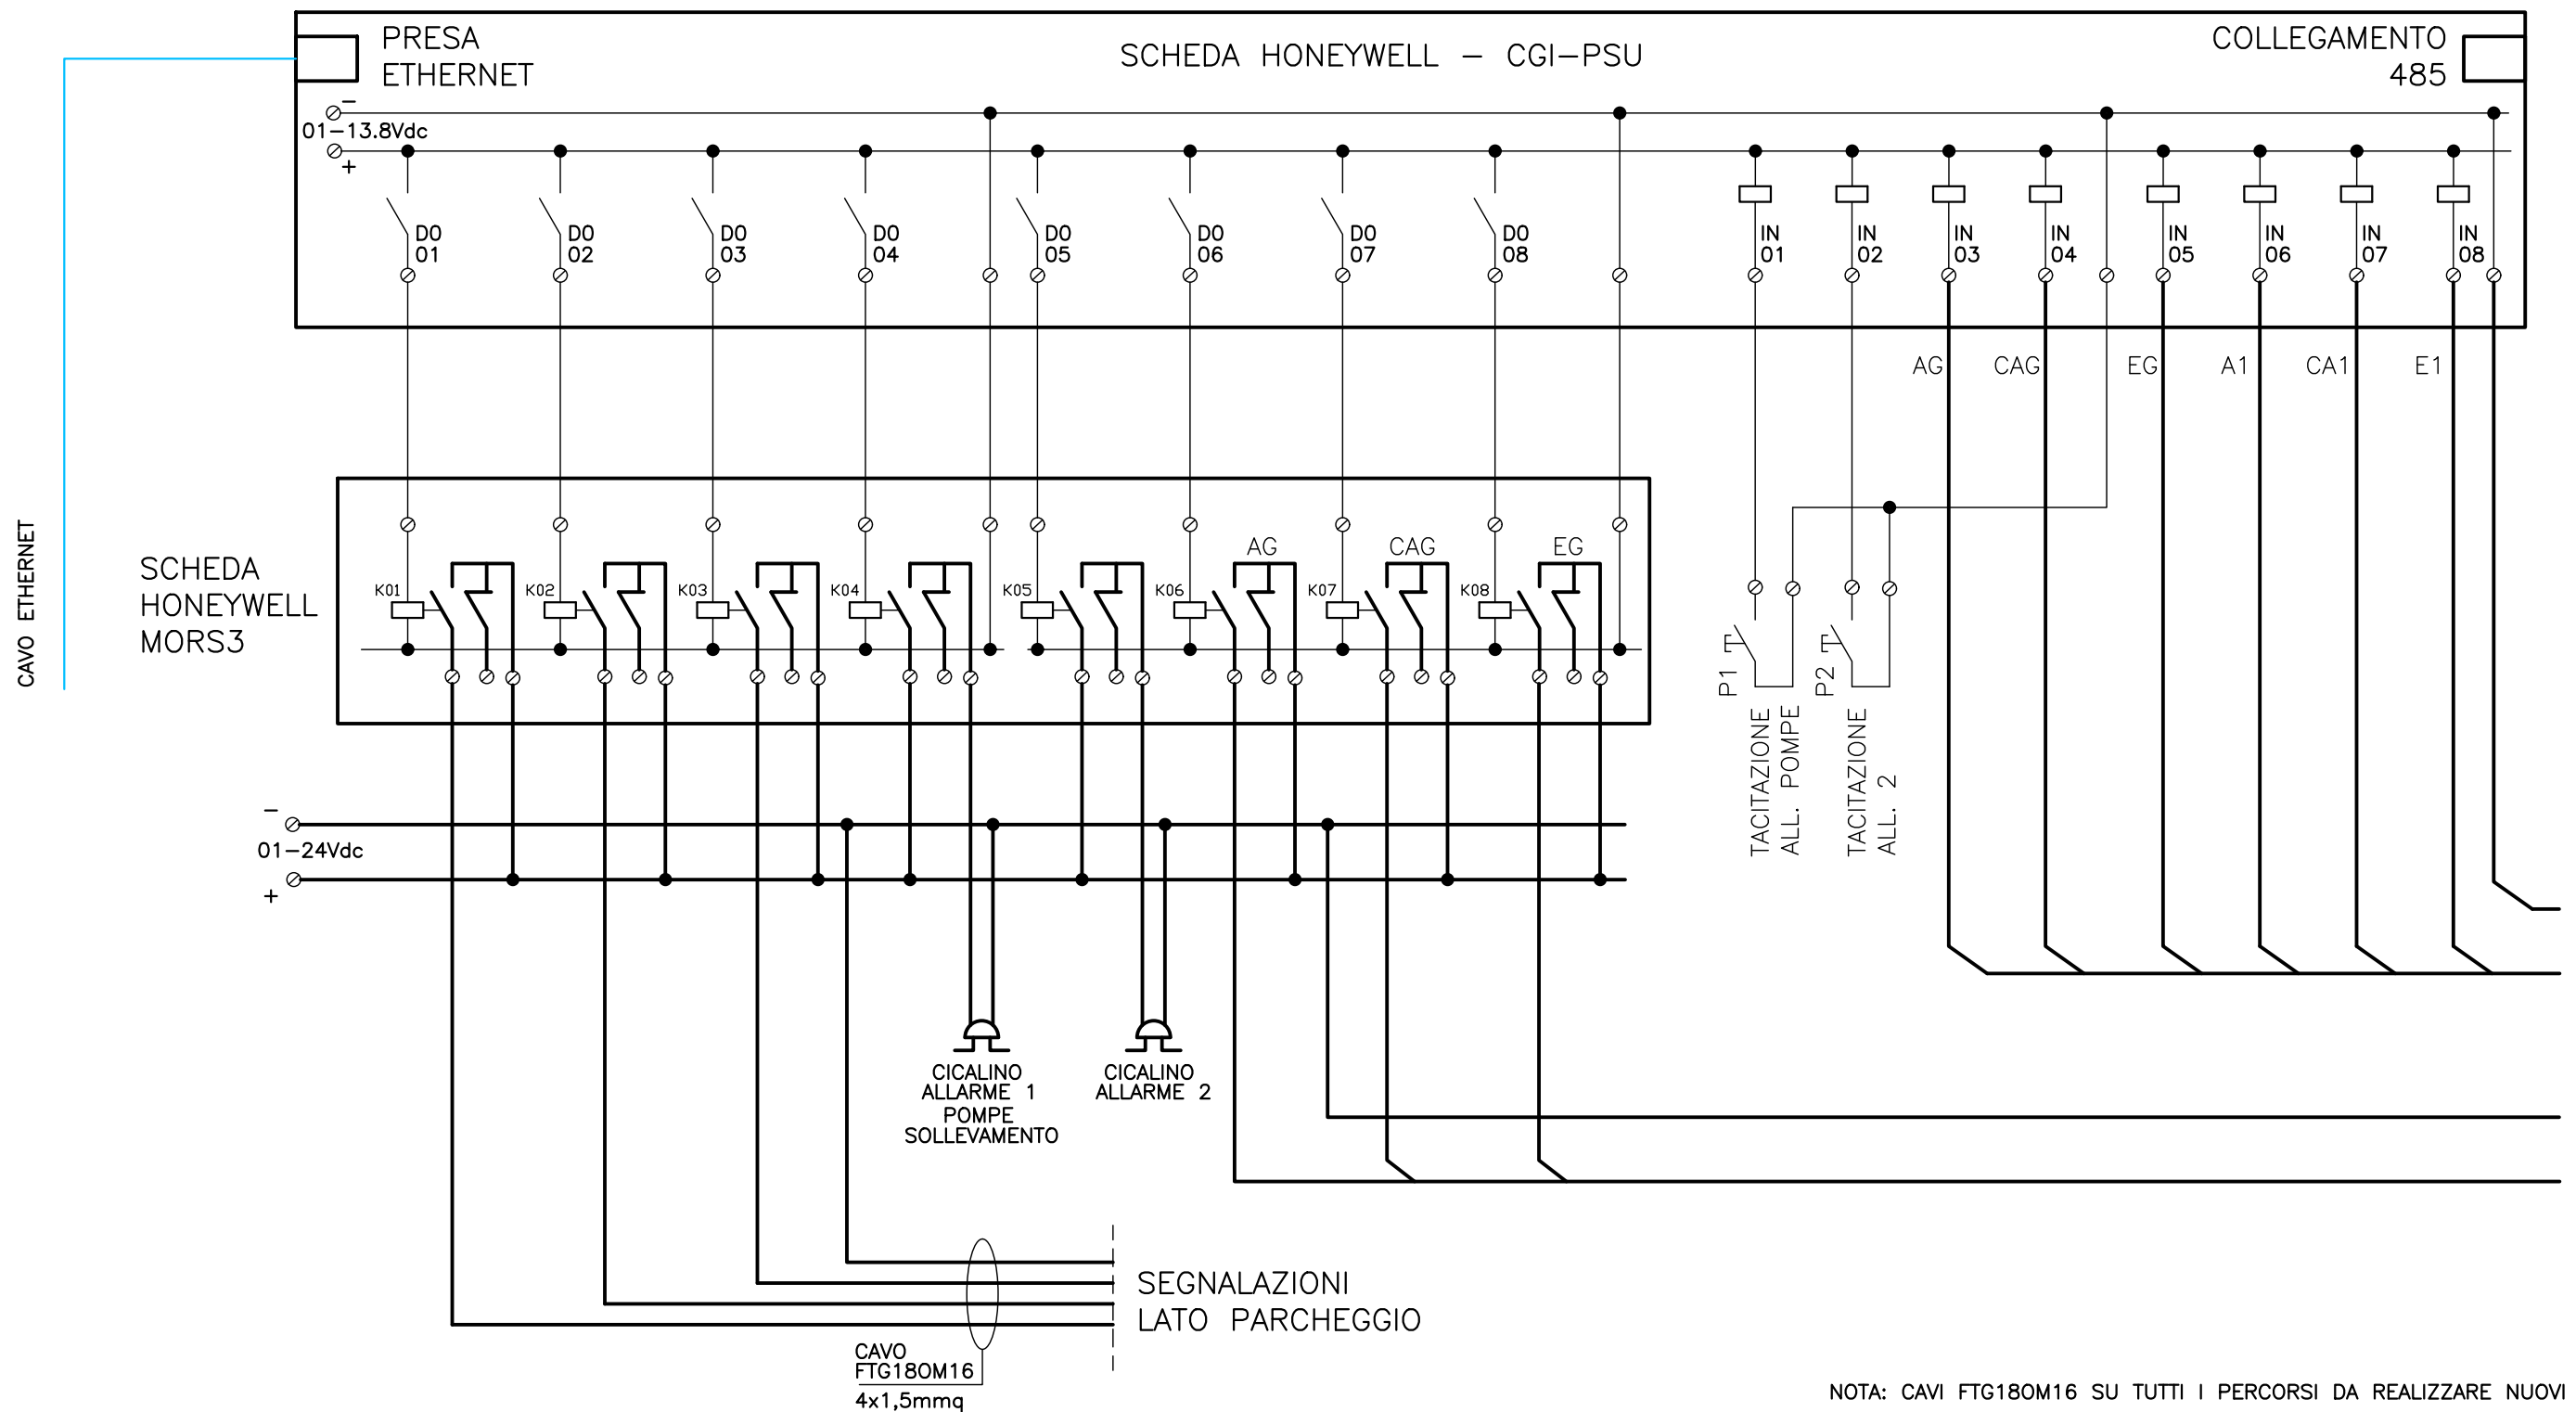 PRESA
ETHERNET
SCHEDA HONEYWELL - CGI-PSU
COLLEGAMENTO
485
-
01-13.8Vdc
+
DO
01
DO
02
DO
03
DO
04
DO
05
DO
06
DO
07
DO
08
IN
01
IN
02
IN
03
IN
04
IN
05
IN
06
IN
07
IN
08
AG
CAG
EG
A1
CA1
E1
CAVO ETHERNET
SCHEDA
HONEYWELL
MORS3
K01
K02
K03
K04
K05
K06
K07
K08
AG
CAG
EG
P1
P2
TACITAZIONE
ALL. POMPE
TACITAZIONE
ALL. 2
-
01-24Vdc
+
CICALINO
ALLARME 1
POMPE
SOLLEVAMENTO
CICALINO
ALLARME 2
SEGNALAZIONI
LATO PARCHEGGIO
CAVO
FTG18OM16
4x1,5mmq
NOTA: CAVI FTG18OM16 SU TUTTI I PERCORSI DA REALIZZARE NUOVI